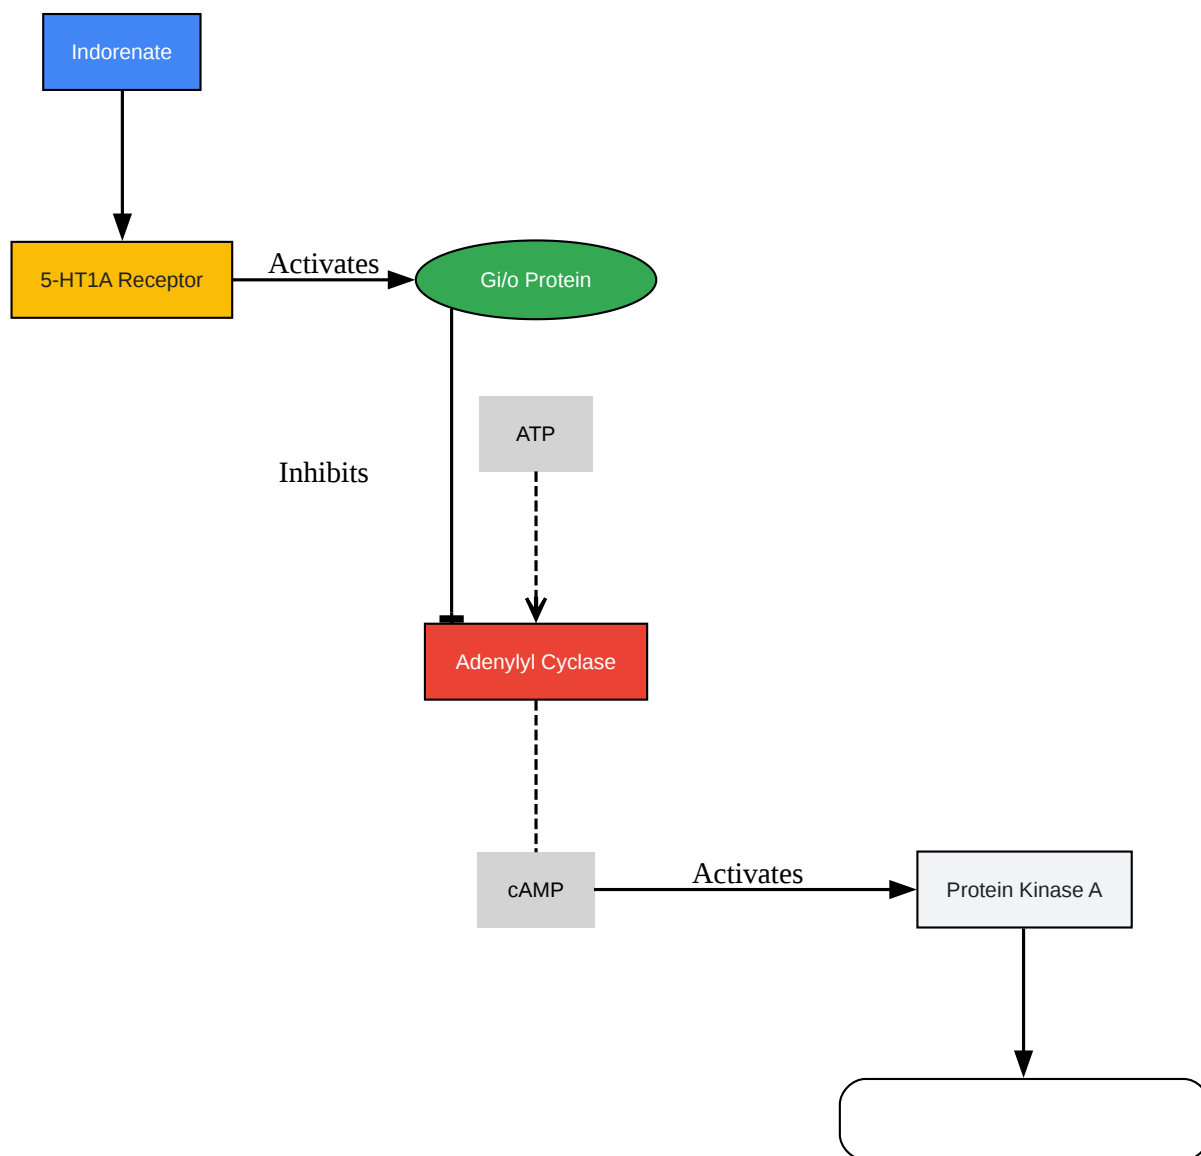 Indorenate
5-HT1A Receptor
Activates
Gi/o Protein
Inhibits
ATP
Adenylyl Cyclase
cAMP
Activates
Protein Kinase A